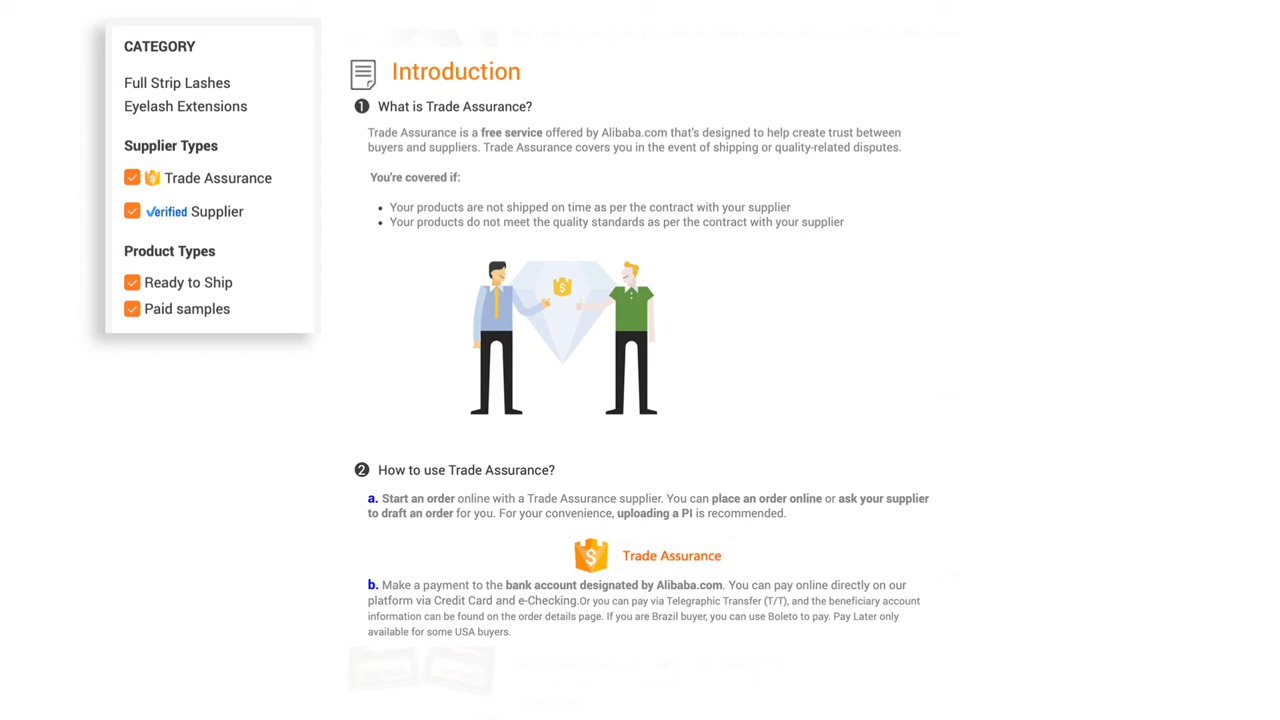 CATEGORY
Full Strip Lashes
Eyelash Extensions
Supplier Types
Trade Assurance
Verified Supplier
Product Types
Ready to Ship
Paid samples
Introduction
1 What is Trade Assurance?
Trade Assurance is a free service offered by Alibaba.com that's designed to help create trust between
buyers and suppliers. Trade Assurance covers you in the event of shipping or quality-related disputes.
You're covered if:
• Your products are not shipped on time as per the contract with your supplier
• Your products do not meet the quality standards as per the contract with your supplier
$
2 How to use Trade Assurance?
a. Start an order online with a Trade Assurance supplier. You can place an order online or ask your supplier
to draft an order for you. For your convenience, uploading a PI is recommended.
$ Trade Assurance
b. Make a payment to the bank account designated by Alibaba.com. You can pay online directly on our
platform via Credit Card and e-Checking.Or you can pay via Telegraphic Transfer (T/T), and the beneficiary account
information can be found on the order details page. If you are Brazil buyer, you can use Boleto to pay. Pay Later only
available for some USA buyers.